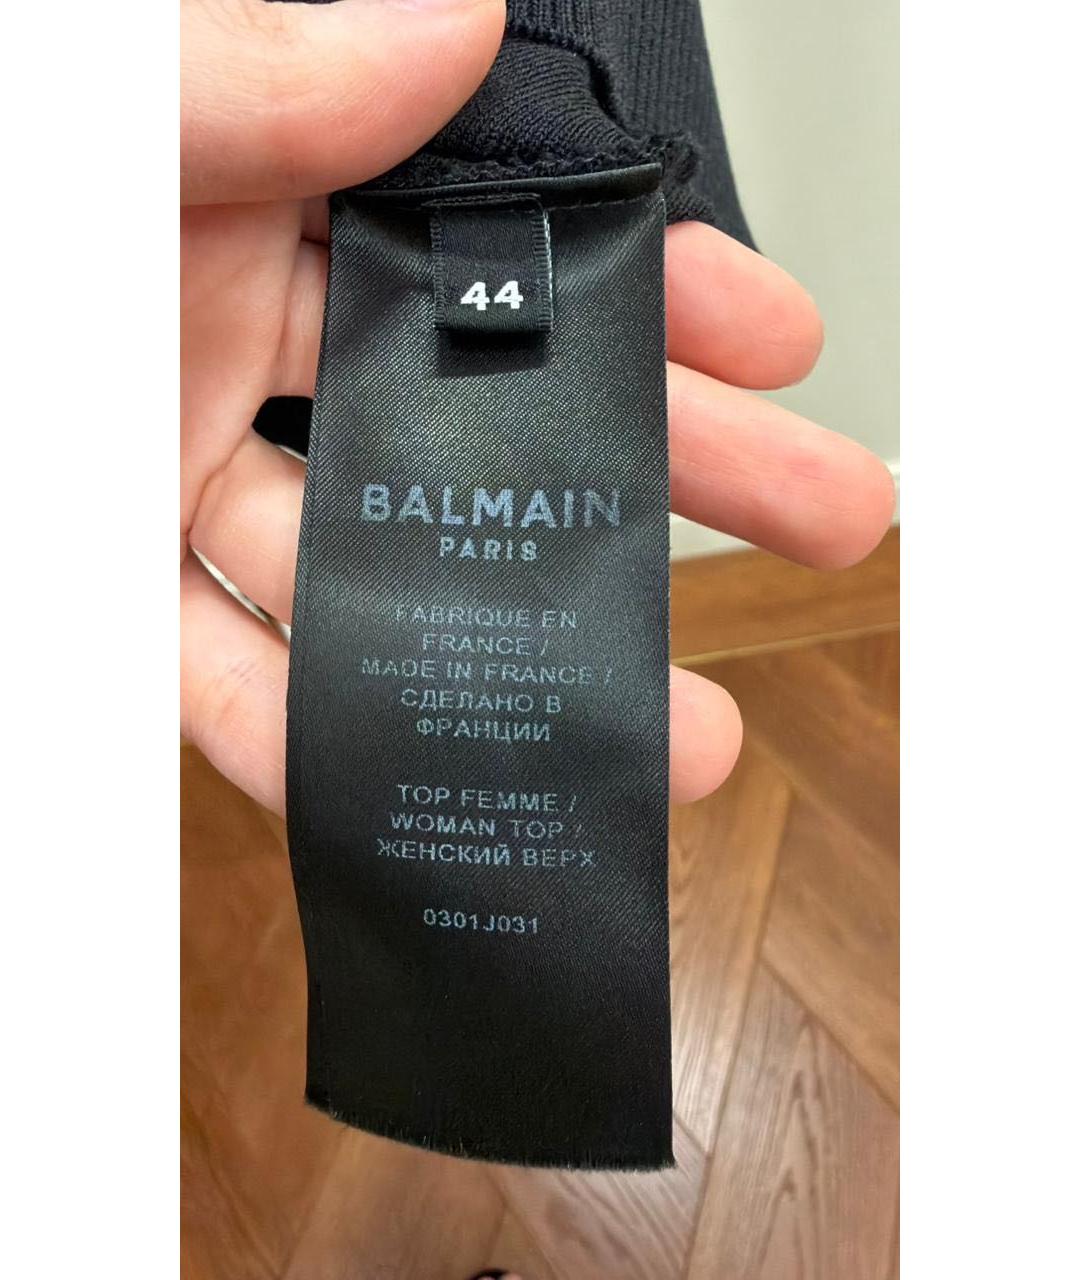 44
BALMAIN
PARIS
FABRIQUE EN
FRANCE /
MADE IN FRANCE /
СДЕЛАНО В
ФРАНЦИИ
TOP FEMME /
WOMAN TOP /
ЖЕНСКИЙ ВЕРХ
0301J031